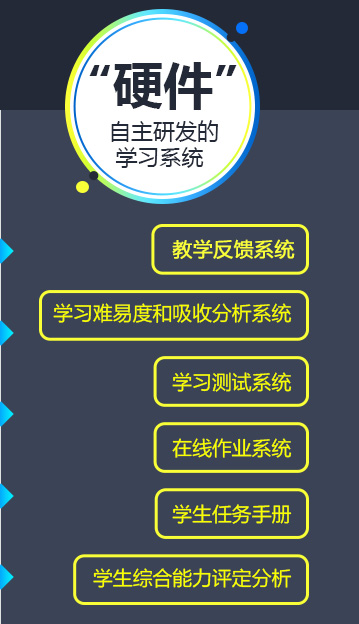 “硬件”
自主研发的
学习系统
教学反馈系统
学习难易度和吸收分析系统
学习测试系统
在线作业系统
学生任务手册
学生综合能力评定分析